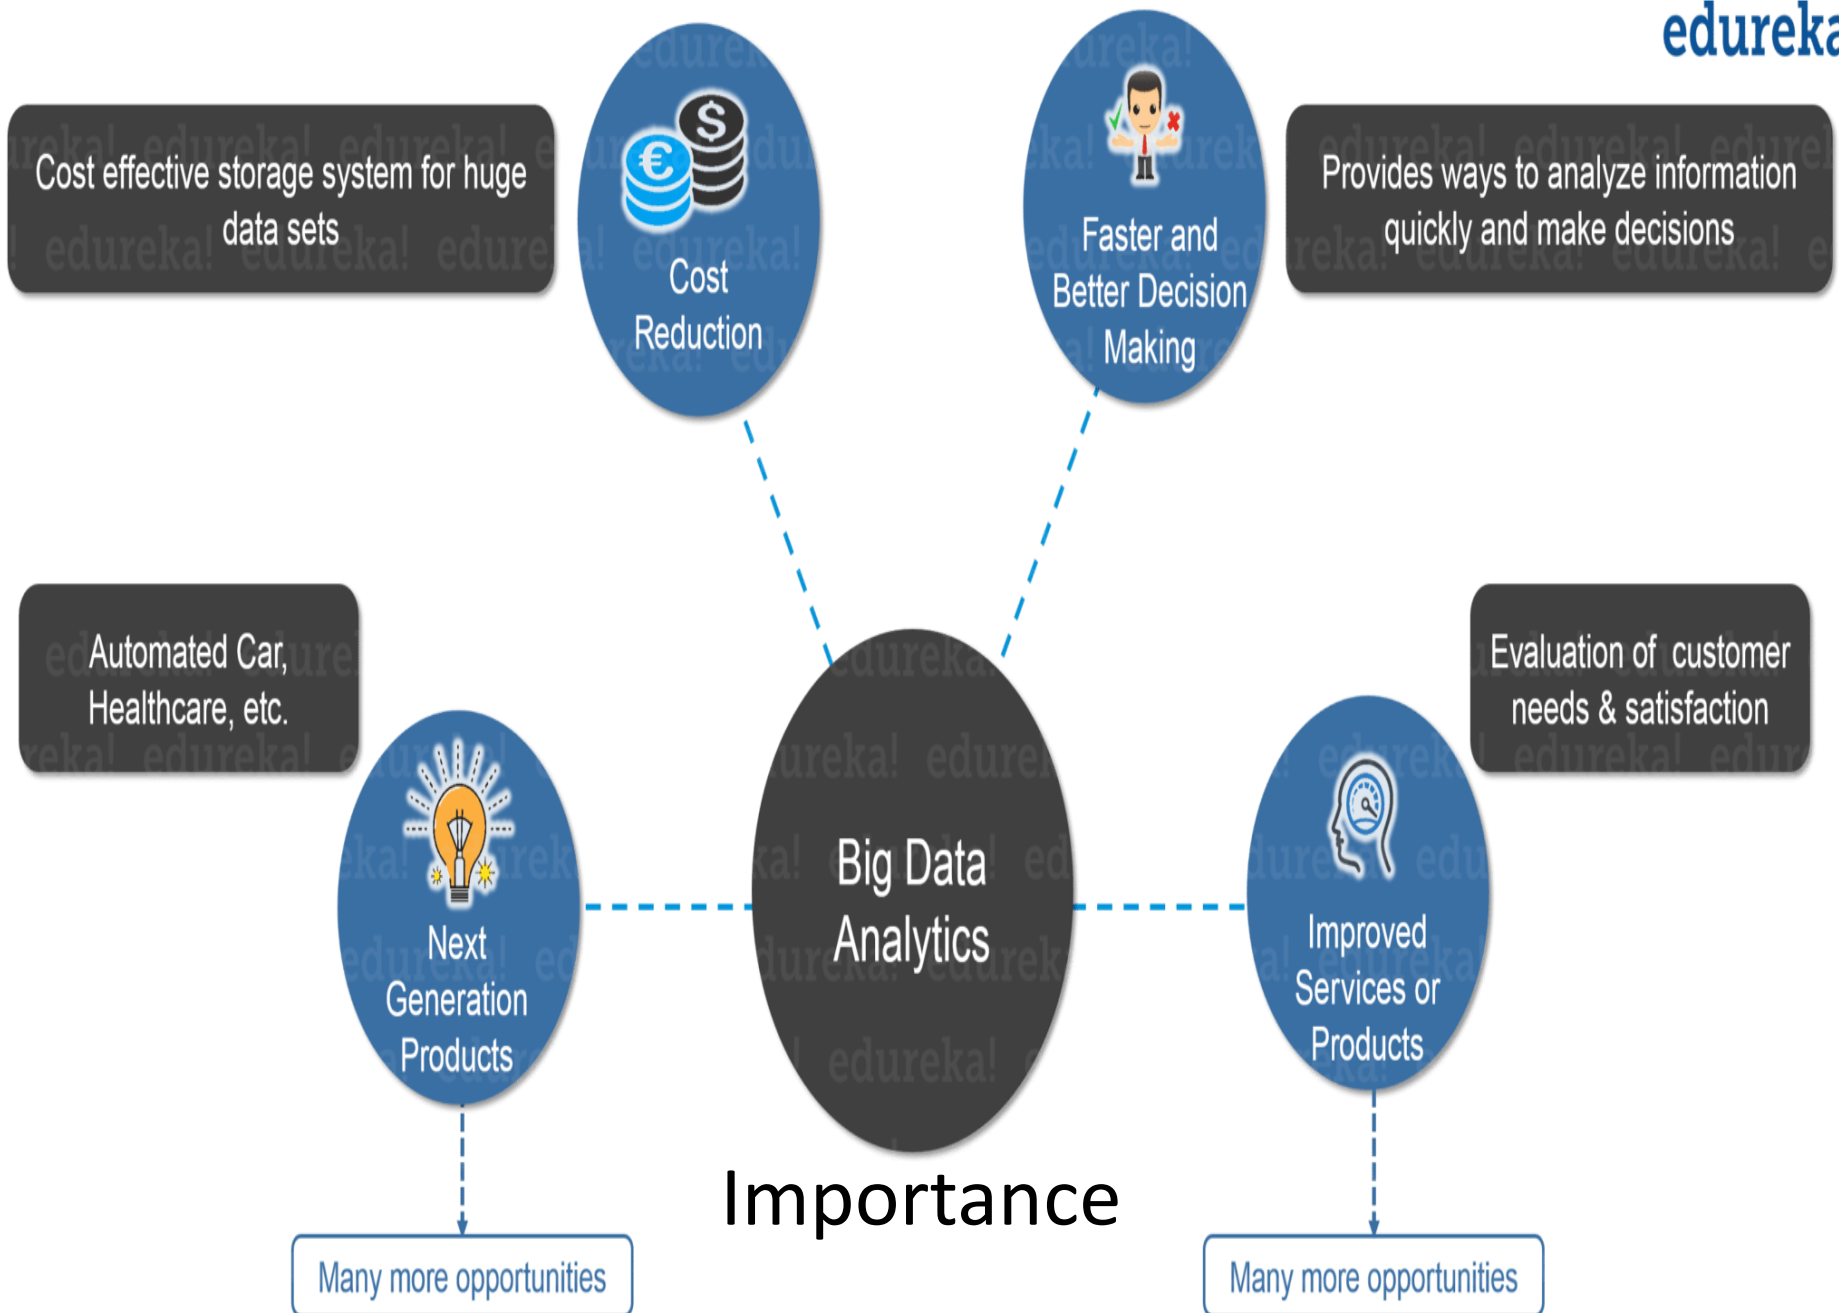 edureka
Cost effective storage system for huge
data sets
$
€
Cost
Reduction
Faster and
Better Decision
Making
Provides ways to analyze information
quickly and make decisions
Automated Car,
Healthcare, etc.
Next
Generation
Products
Big Data
Analytics
Evaluation of customer
needs & satisfaction
Improved
Services or
Products
Importance
Many more opportunities
Many more opportunities